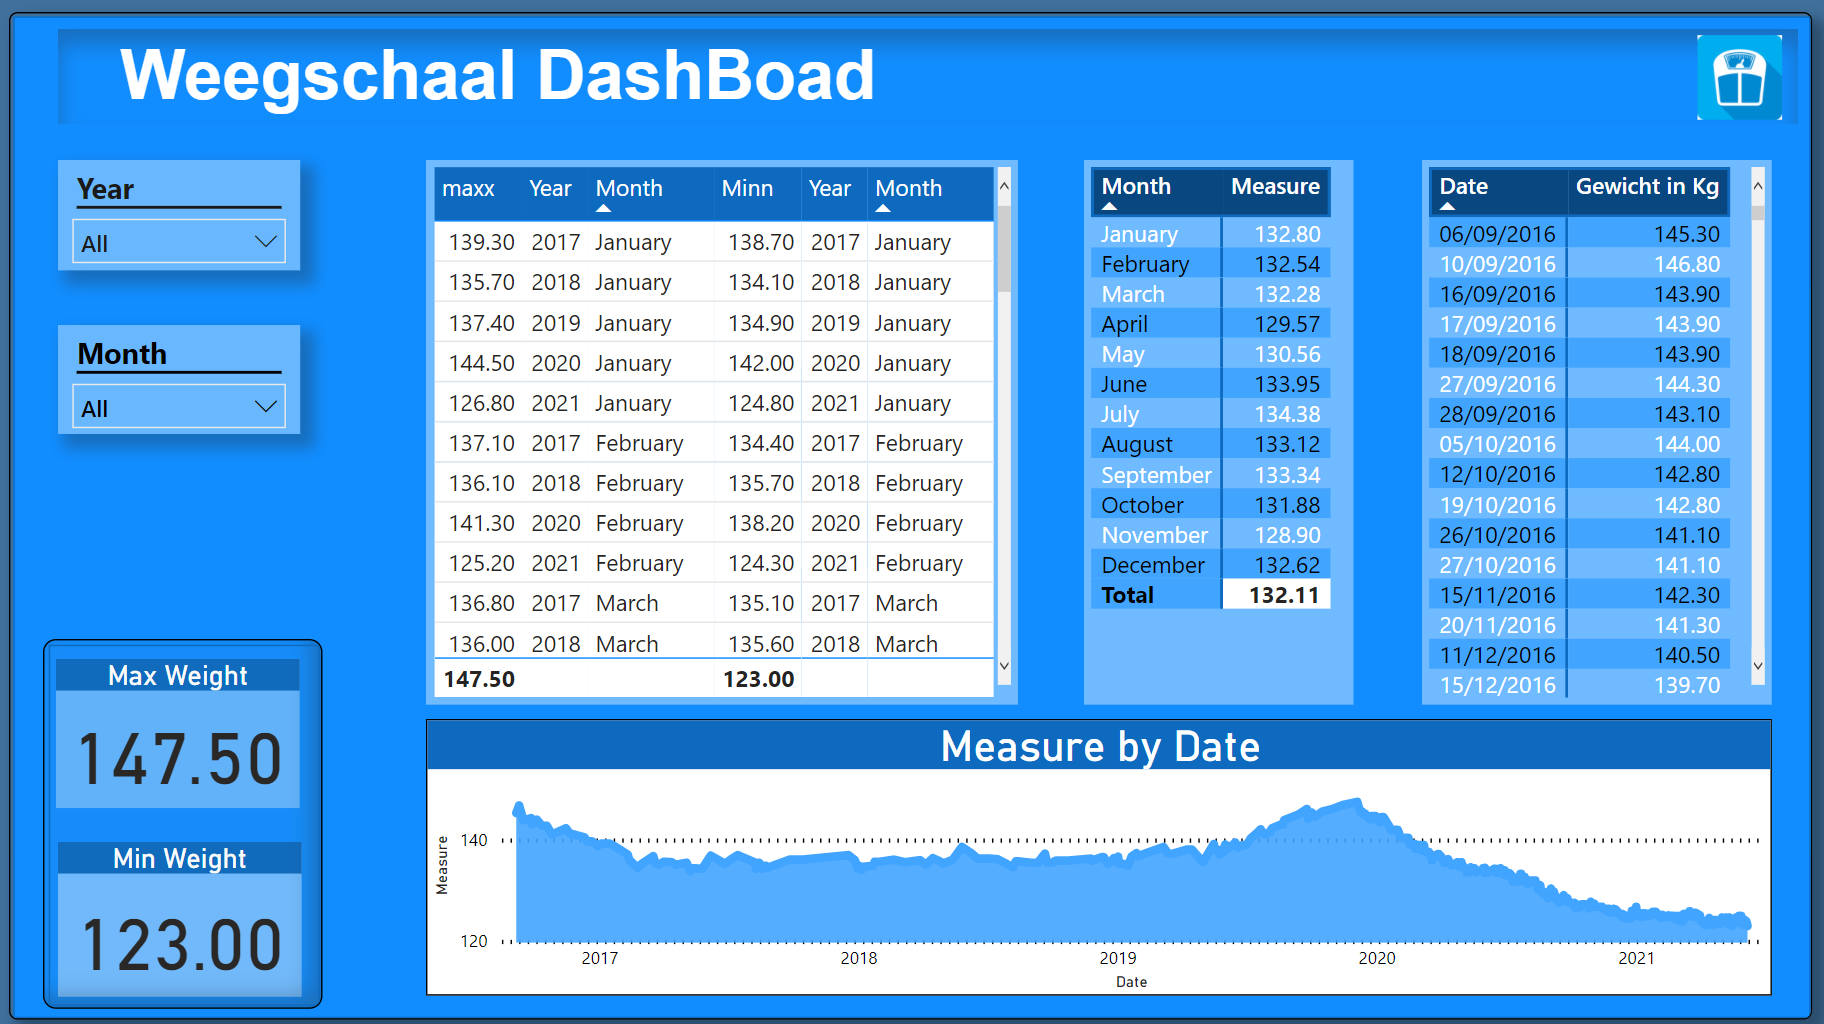 Weegschaal DashBoad
Year
All
Month
All
Max Weight
147.50
Min Weight
123.00
maxx Year Month Minn Year Month
139.30 2017 January 138.70 2017 January
135.70 2018 January 134.10 2018 January
137.40 2019 January 134.90 2019 January
144.50 2020 January 142.00 2020 January
126.80 2021 January 124.80 2021 January
137.10 2017 February 134.40 2017 February
136.10 2018 February 135.70 2018 February
141.30 2020 February 138.20 2020 February
125.20 2021 February 124.30 2021 February
136.80 2017 March 135.10 2017 March
136.00 2018 March 135.60 2018 March
147.50 123.00
Month Measure
January 132.80
February 132.54
March 132.28
April 129.57
May 130.56
June 133.95
July 134.38
August 133.12
September 133.34
October 131.88
November 128.90
December 132.62
Total 132.11
Date Gewicht in Kg
06/09/2016 145.30
10/09/2016 146.80
16/09/2016 143.90
17/09/2016 143.90
18/09/2016 143.90
27/09/2016 144.30
28/09/2016 143.10
05/10/2016 144.00
12/10/2016 142.80
19/10/2016 142.80
26/10/2016 141.10
27/10/2016 141.10
15/11/2016 142.30
20/11/2016 141.30
11/12/2016 140.50
15/12/2016 139.70
Measure by Date
Measure
140
120
2017 2018 2019 2020 2021
Date